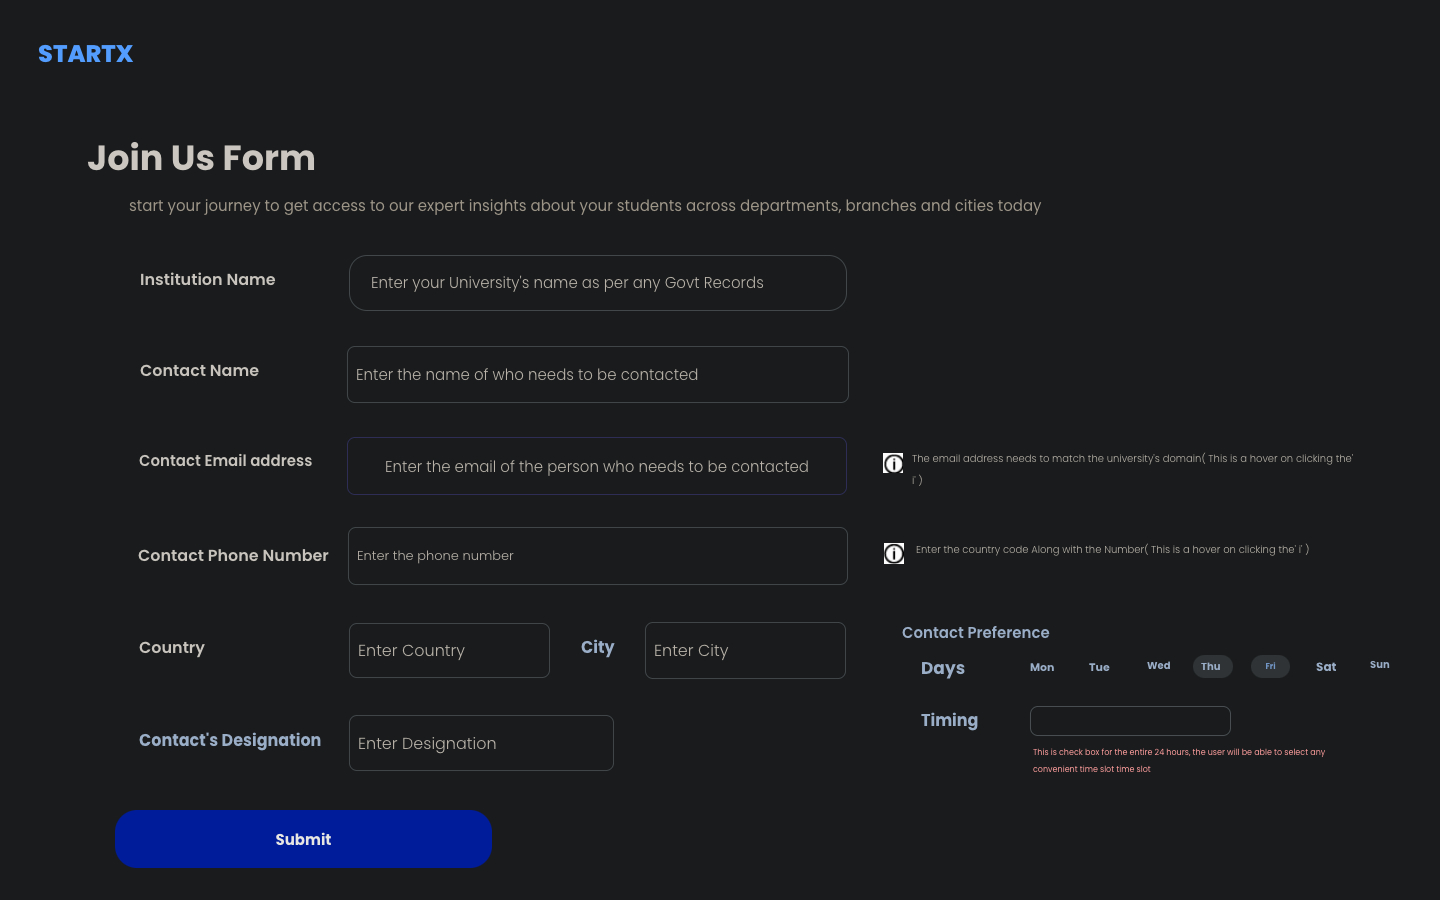 STARTX
Join Us Form
start your journey to get access to our expert insights about your students across departments, branches and cities today
Institution Name
Enter your University's name as per any Govt Records
Contact Name
Enter the name of who needs to be contacted
Contact Email address
Enter the email of the person who needs to be contacted
The email address needs to match the university's domain( This is a hover on clicking the'
i' )
Contact Phone Number
Enter the phone number
Enter the country code Along with the Number( This is a hover on clicking the' I' )
Country
Enter Country
City
Enter City
Contact Preference
Days
Mon
Tue
Wed
Thu
Fri
Sat
Sun
Timing
This is check box for the entire 24 hours, the user will be able to select any
convenient time slot time slot
Contact's Designation
Enter Designation
Submit